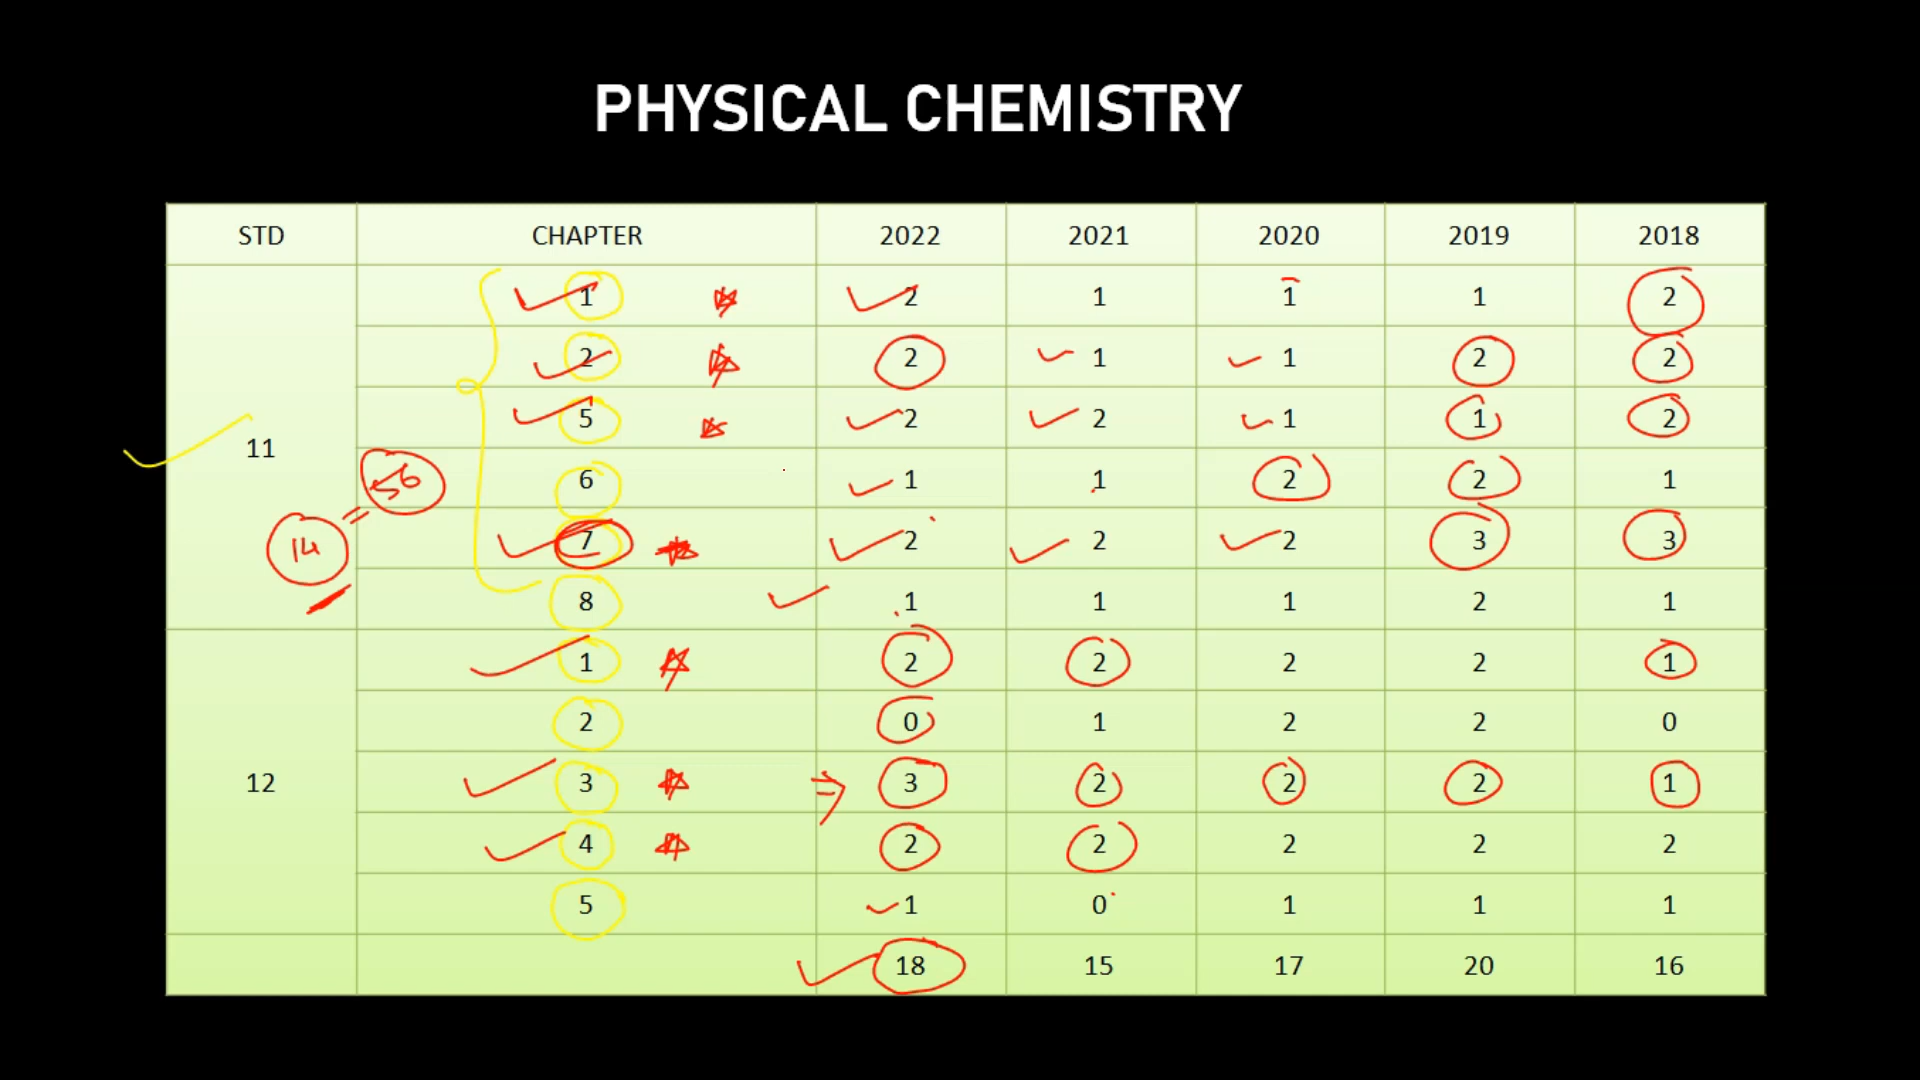 PHYSICAL CHEMISTRY
STD CHAPTER 2022 2021 2020 2019 2018
11 1 2 1 1 1 2
2 2 1 1 2 2
5 2 2 1 1 2
6 1 1 2 2 1
7 2 2 2 3 3
8 1 1 1 2 1
14 = 56
12 1 2 2 2 2 1
2 0 1 2 2 0
3 3 2 2 2 1
4 2 2 2 2 2
5 1 0 1 1 1
18 15 17 20 16